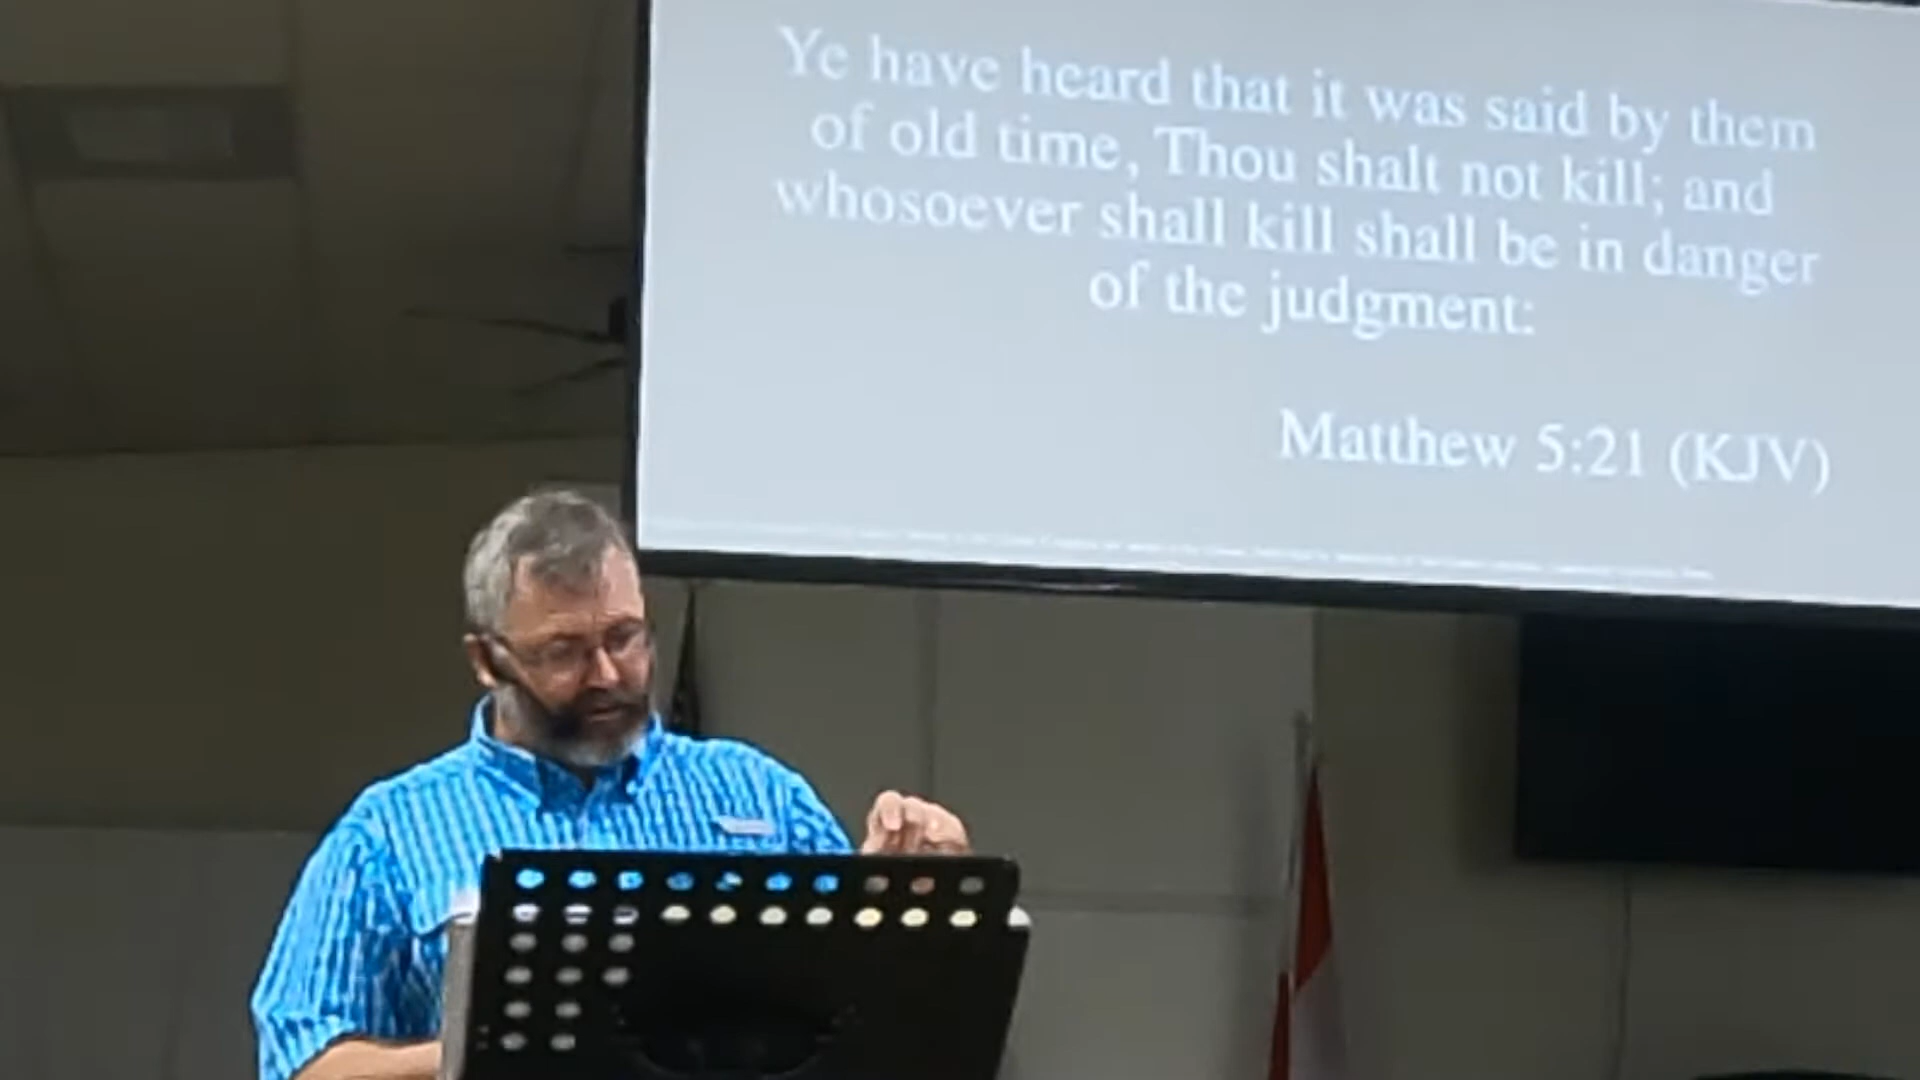 Ye have heard that it was said by them
of old time, Thou shalt not kill; and
whosoever shall kill shall be in danger
of the judgment:
Matthew 5:21 (KJV)